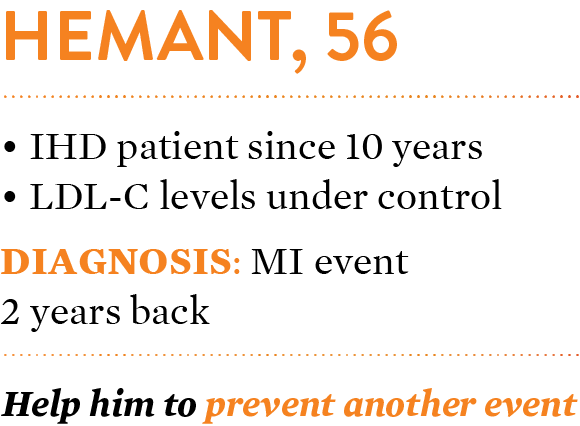 HEMANT, 56
• IHD patient since 10 years
• LDL-C levels under control
DIAGNOSIS: MI event
2 years back
Help him to prevent another event